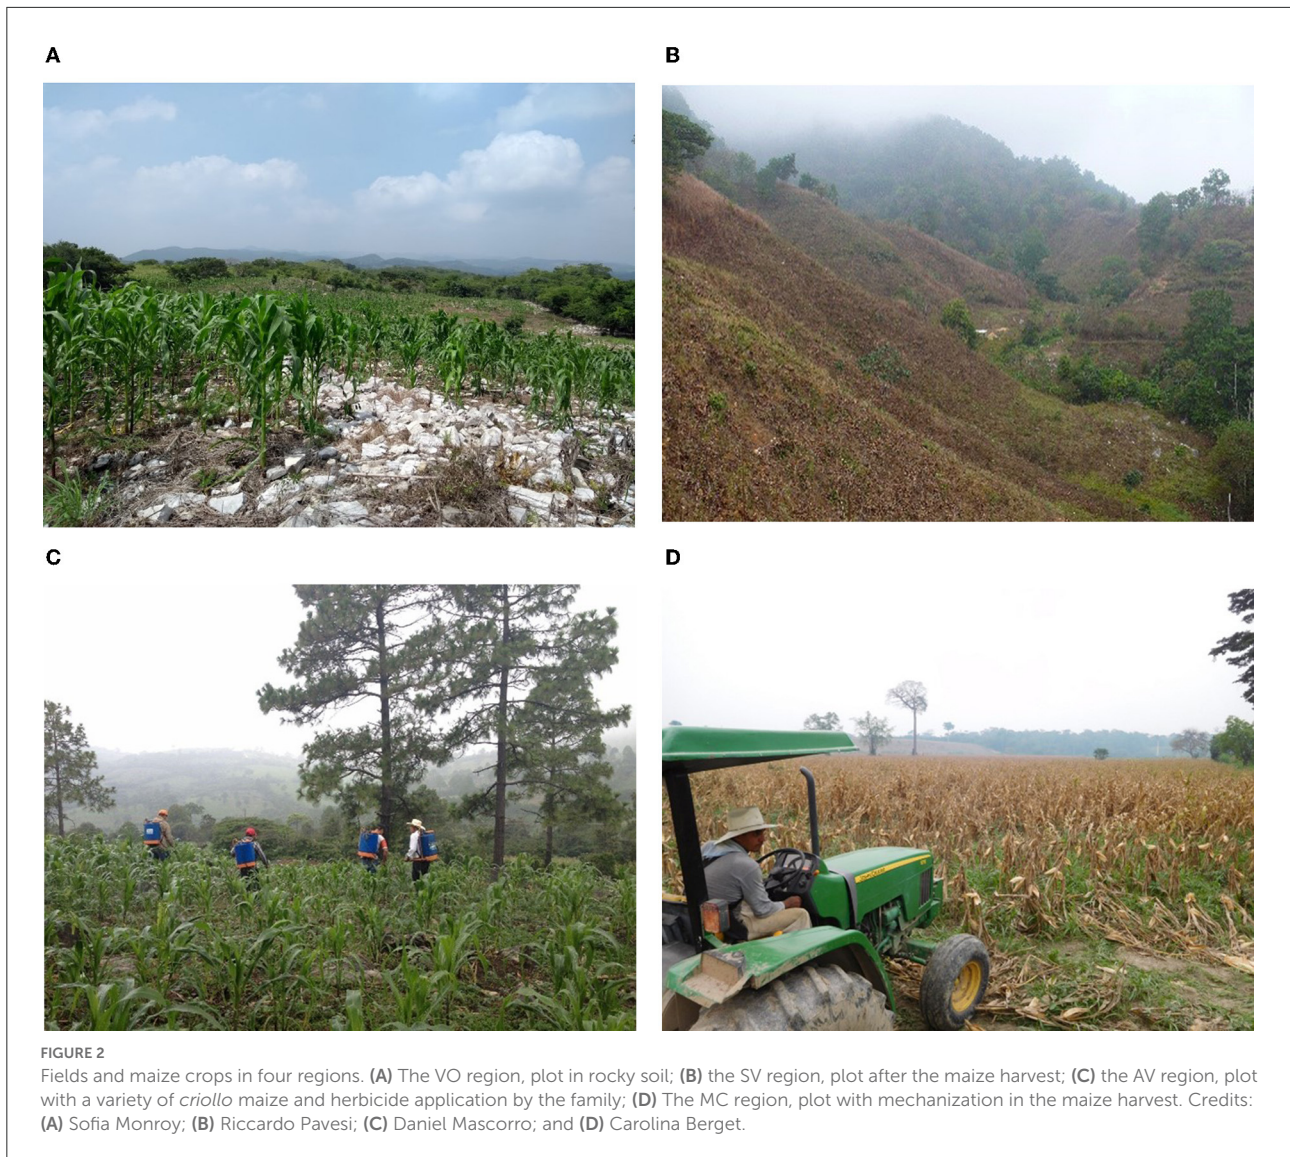 A
B
C
D
FIGURE 2
Fields and maize crops in four regions. (A) The VO region, plot in rocky soil; (B) the SV region, plot after the maize harvest; (C) the AV region, plot
with a variety of criollo maize and herbicide application by the family; (D) The MC region, plot with mechanization in the maize harvest. Credits:
(A) Sofia Monroy; (B) Riccardo Pavesi; (C) Daniel Mascorro; and (D) Carolina Berget.